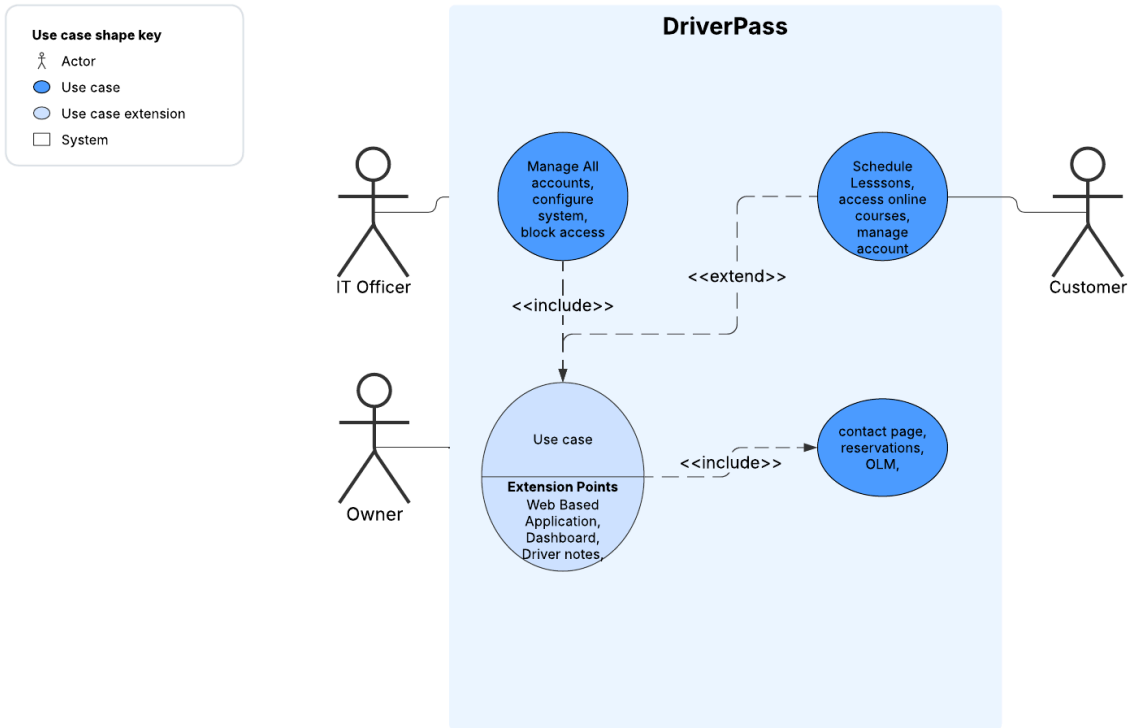 Use case shape key
Actor
Use case
Use case extension
System
DriverPass
Manage All
accounts,
configure
system,
block access
Schedule
Lesssons,
access online
courses,
manage
account
<<extend>>
IT Officer
Customer
<<include>>
Use case
Extension Points
Web Based
Application,
Dashboard,
Driver notes,
<<include>>
contact page,
reservations,
OLM,
Owner